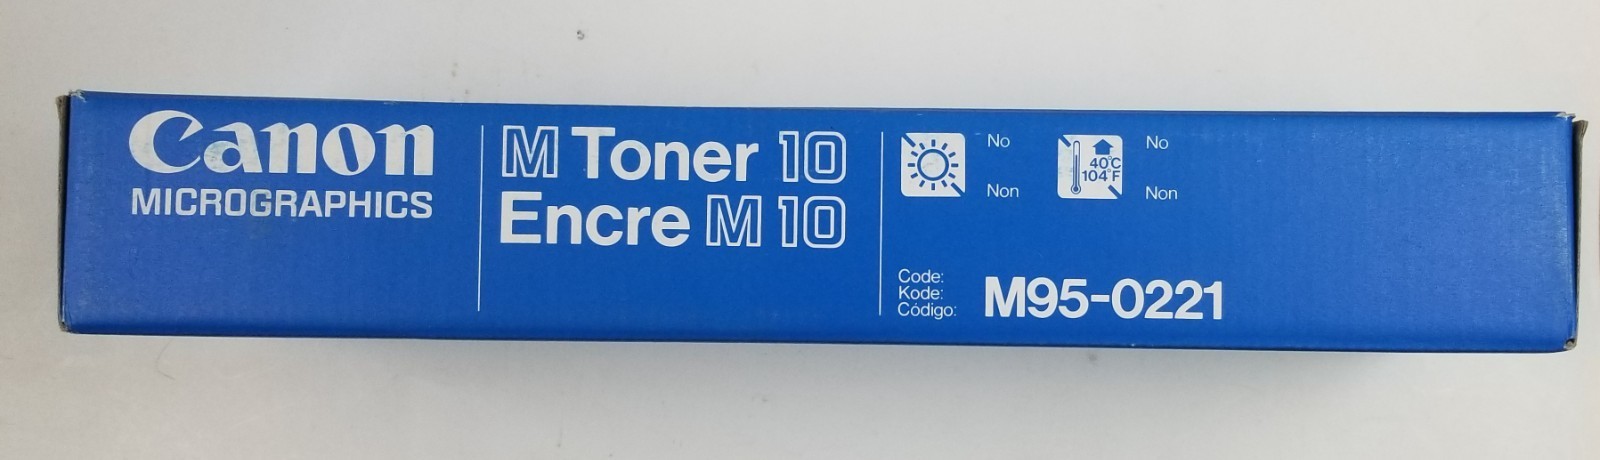 Canon
MICROGRAPHICS
M Toner 10
Encre M 10
No
Non
40°C
104°F
No
Non
Code:
Kode:
Código:
M95-0221